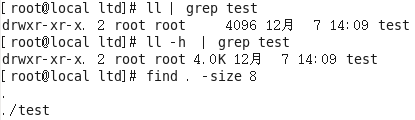 [root@local ltd]# ll | grep test
drwxr-xr-x. 2 root root     4096 12月  7 14:09 test
[root@local ltd]# ll -h  | grep test
drwxr-xr-x. 2 root root 4.0K 12月  7 14:09 test
[root@local ltd]# find . -size 8
.
./test